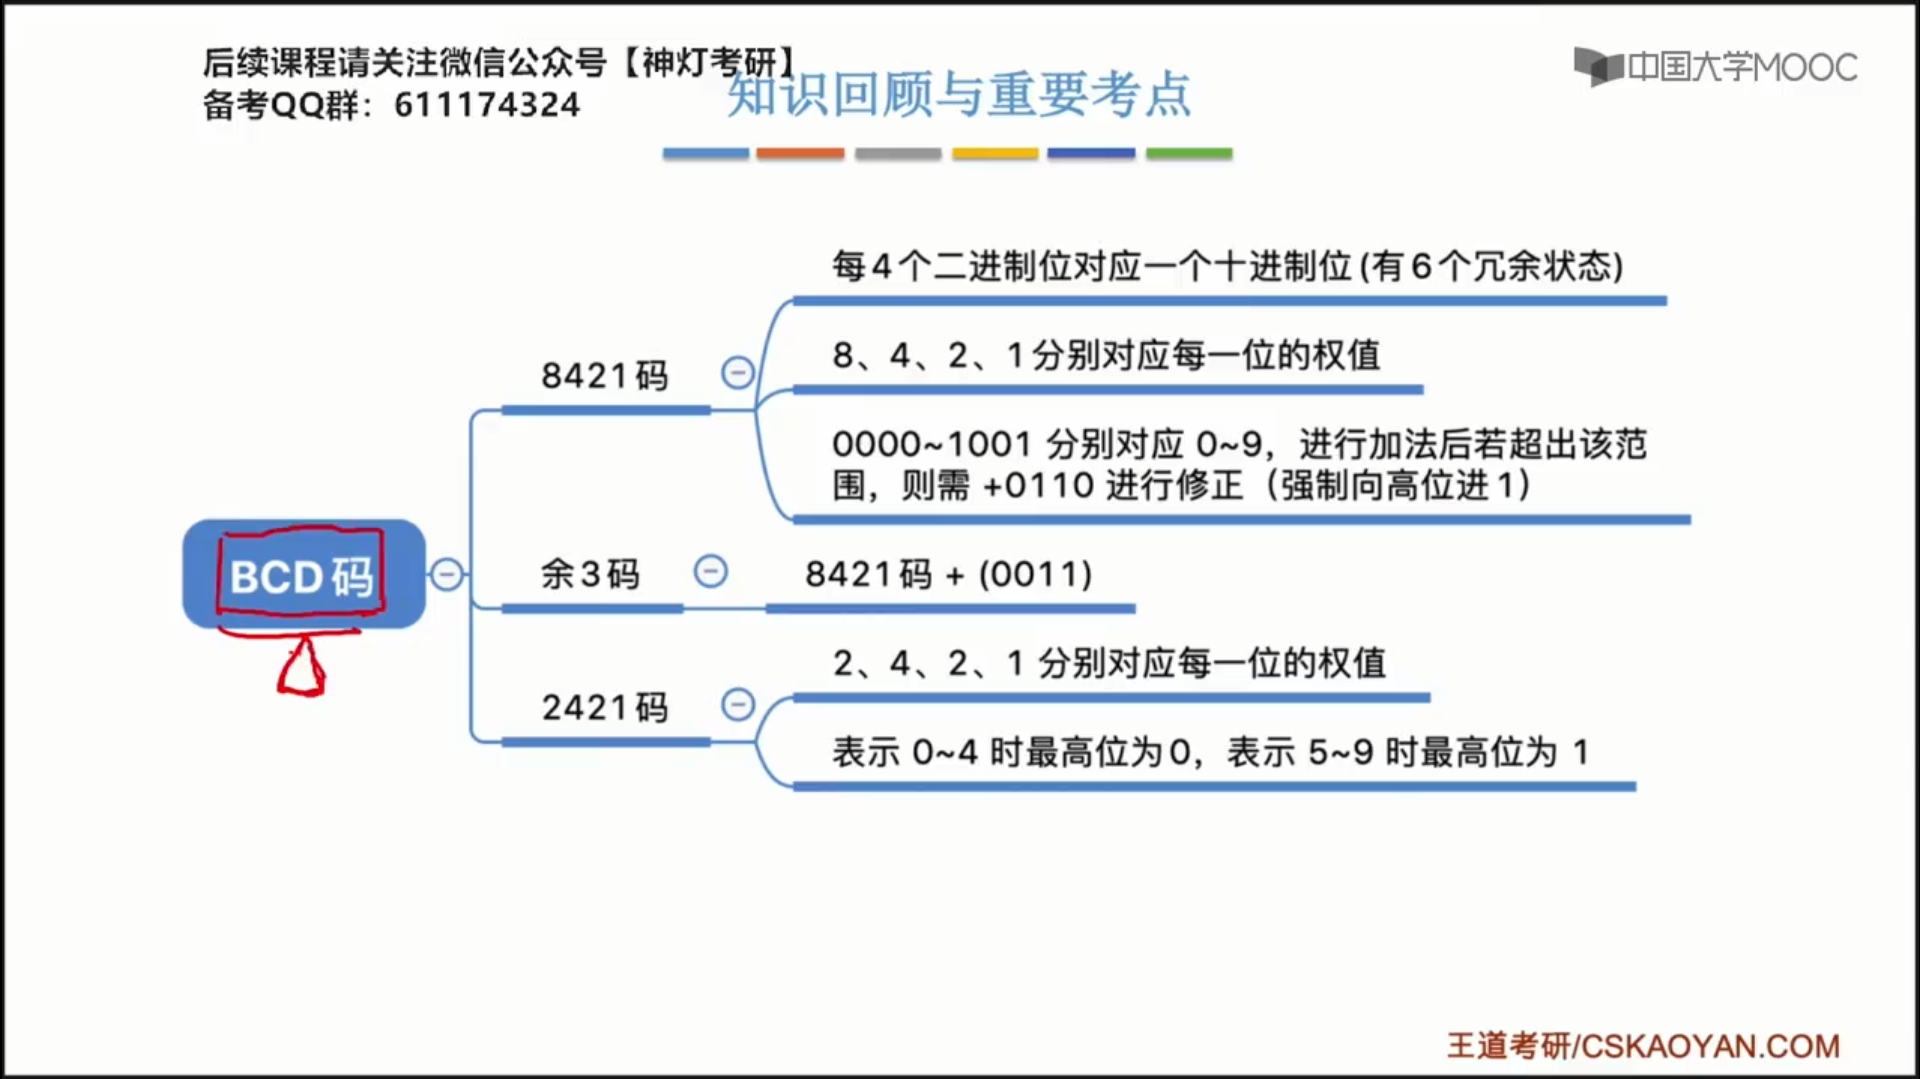 后续课程请关注微信公众号【神灯考研】
备考QQ群：611174324
中国大学MOOC
知识回顾与重要考点
每4个二进制位对应一个十进制位(有6个冗余状态)
8421码
8、4、2、1分别对应每一位的权值
0000~1001 分别对应 0~9，进行加法后若超出该范
围，则需 +0110 进行修正（强制向高位进1）
BCD码
余3码
8421码 + (0011)
2421码
2、4、2、1 分别对应每一位的权值
表示 0~4 时最高位为0，表示 5~9 时最高位为 1
王道考研/CSKAOYAN.COM